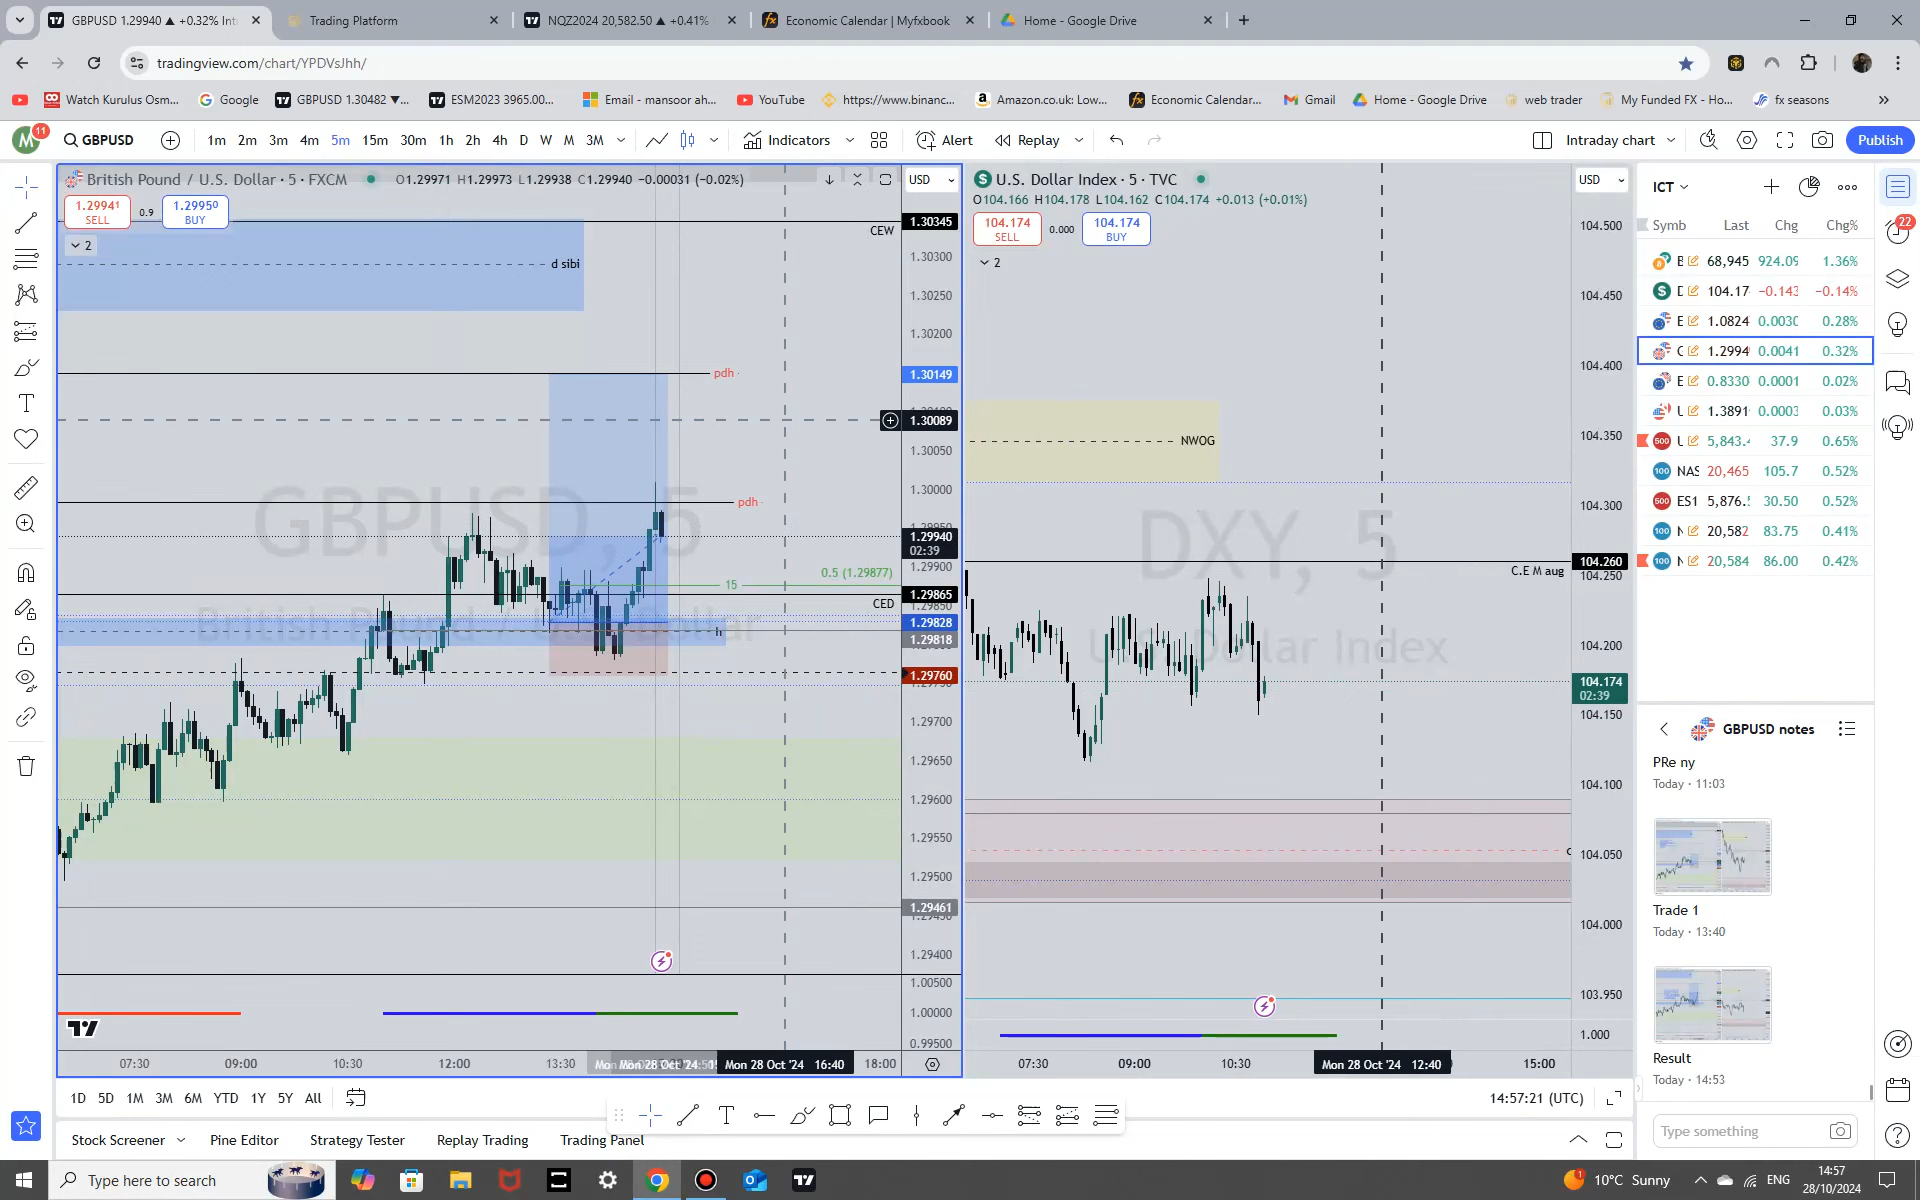 GBPUSD 1.29940 ▲ +0.32% Int
Trading Platform
NQZ2024 20,582.50 ▲ +0.41%
Economic Calendar | Myfxbook
Home - Google Drive
tradingview.com/chart/YPDVsJhh/
Watch Kurulus Osm...
Google
GBPUSD 1.30482 ▼...
ESM2023 3965.00...
Email - mansoor ah...
YouTube
https://www.binanc...
Amazon.co.uk: Low...
Economic Calendar...
Gmail
Home - Google Drive
web trader
My Funded FX - Ho...
fx seasons
M 11
GBPUSD
1m 2m 3m 4m 5m 15m 30m 1h 2h 4h D W M 3M
Indicators
Alert
Replay
Intraday chart
Publish
British Pound / U.S. Dollar · 5 · FXCM
O1.29971 H1.29973 L1.29938 C1.29940 −0.00031 (−0.02%)
USD
1.29941
SELL
0.9
1.29950
BUY
2
CEW
d sibi
pdh
pdh
0.5 (1.29877)
15
CED
h
GBPUSD, 5
British Pound / U.S. Dollar
1.30345
1.30300
1.30250
1.30200
1.30149
1.30089
1.30050
1.30000
1.29940
02:39
1.29900
1.29865
1.29850
1.29828
1.29818
1.29760
1.29700
1.29650
1.29600
1.29550
1.29500
1.29461
1.29400
1.00500
1.00000
0.99500
07:30 09:00 10:30 12:00 13:30 Mon 28 Oct '24 16:40 18:00
U.S. Dollar Index · 5 · TVC
O104.166 H104.178 L104.162 C104.174 +0.013 (+0.01%)
USD
104.174
SELL
0.000
104.174
BUY
2
NWOG
C.E M aug
DXY, 5
U.S. Dollar Index
104.500
104.450
104.400
104.350
104.300
104.260
104.250
104.200
104.174
02:39
104.150
104.100
104.050
104.000
103.950
1.000
07:30 09:00 10:30 Mon 28 Oct '24 12:40 15:00
ICT
Symb Last Chg Chg%
68,945 924.09 1.36%
104.17 −0.143 −0.14%
E 1.0824 0.0030 0.28%
1.2994 0.0041 0.32%
E 0.8330 0.0001 0.02%
1.3891 0.0003 0.03%
5,843.4 37.9 0.65%
NAS 20,465 105.7 0.52%
ES1 5,876.5 30.50 0.52%
20,582 83.75 0.41%
20,584 86.00 0.42%
22
GBPUSD notes
PRe ny
Today · 11:03
Trade 1
Today · 13:40
Result
Today · 14:53
Type something
1D 5D 1M 3M 6M YTD 1Y 5Y All
14:57:21 (UTC)
Stock Screener
Pine Editor
Strategy Tester
Replay Trading
Trading Panel
Type here to search
10°C Sunny
ENG
14:57
28/10/2024